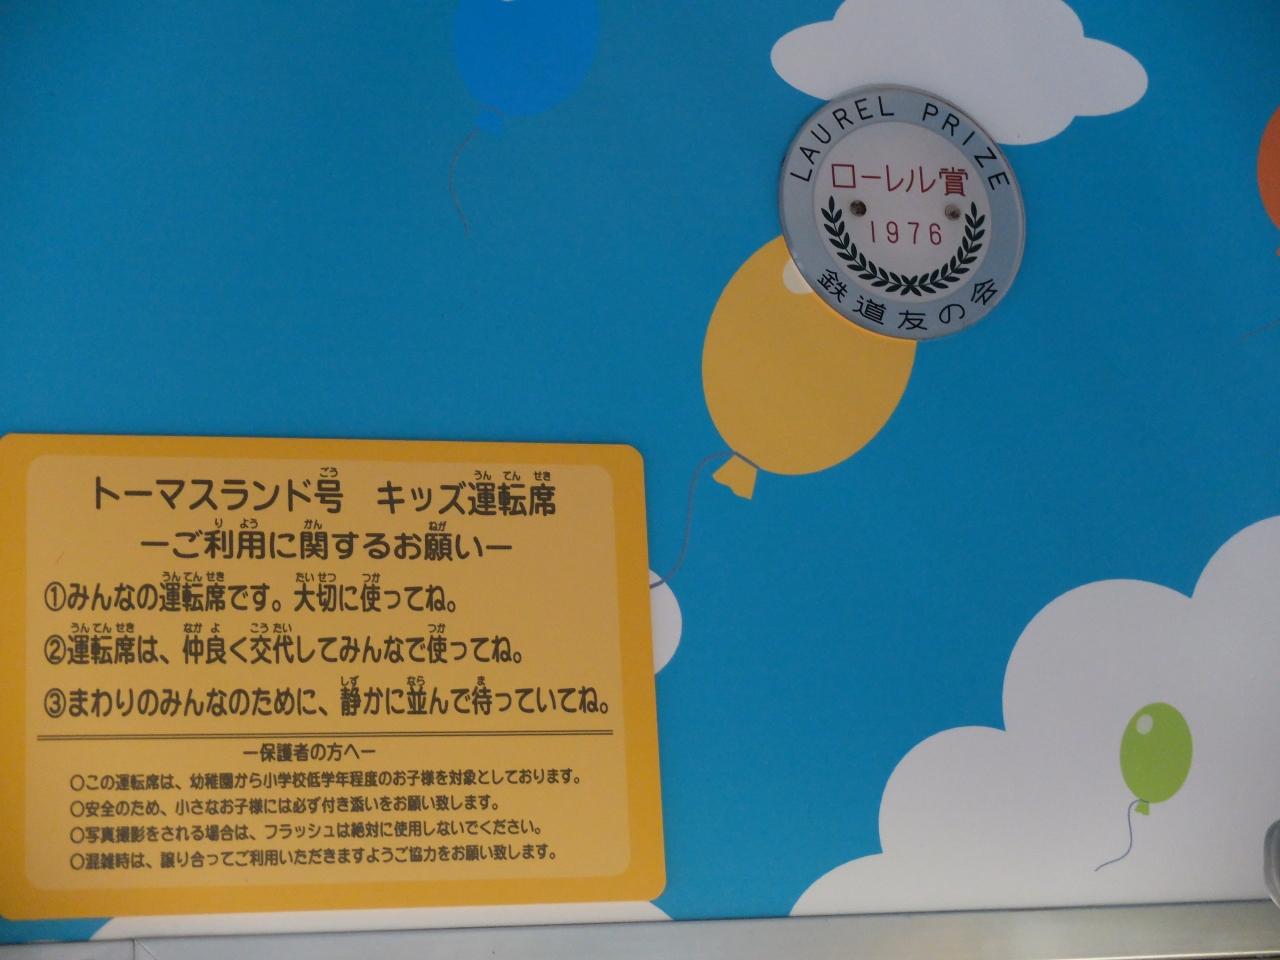 LAUREL PRIZE
ローレル賞
1976
鉄道友の会
トーマスランド号 キッズ運転席
ーご利用に関するお願いー
①みんなの運転席です。大切に使ってね。
②運転席は、仲良く交代してみんなで使ってね。
③まわりのみんなのために、静かに並んで待っていてね。
ー保護者の方へー
○この運転席は、幼稚園から小学校低学年程度のお子様を対象としております。
○安全のため、小さなお子様には必ず付き添いをお願い致します。
○写真撮影をされる場合は、フラッシュは絶対に使用しないでください。
○混雑時は、譲り合ってご利用いただきますようご協力をお願い致します。